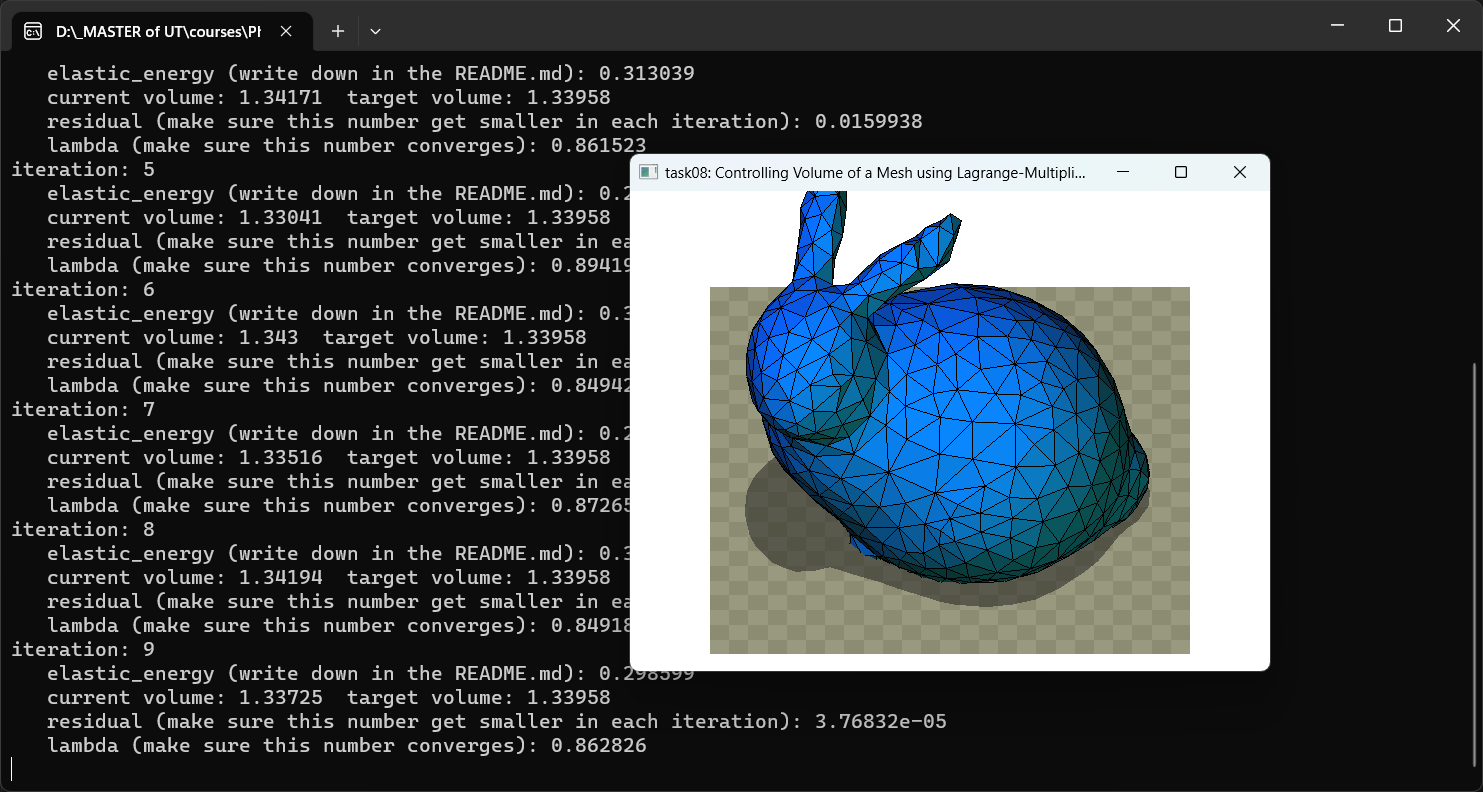 D:\_MASTER of UT\courses\Ph
elastic_energy (write down in the README.md): 0.313039
current volume: 1.34171  target volume: 1.33958
residual (make sure this number get smaller in each iteration): 0.0159938
lambda (make sure this number converges): 0.861523
iteration: 5
elastic_energy (write down in the README.md): 0.2
current volume: 1.33041  target volume: 1.33958
residual (make sure this number get smaller in ea
lambda (make sure this number converges): 0.89419
iteration: 6
elastic_energy (write down in the README.md): 0.3
current volume: 1.343  target volume: 1.33958
residual (make sure this number get smaller in ea
lambda (make sure this number converges): 0.84942
iteration: 7
elastic_energy (write down in the README.md): 0.2
current volume: 1.33516  target volume: 1.33958
residual (make sure this number get smaller in ea
lambda (make sure this number converges): 0.87265
iteration: 8
elastic_energy (write down in the README.md): 0.3
current volume: 1.34194  target volume: 1.33958
residual (make sure this number get smaller in ea
lambda (make sure this number converges): 0.84918
iteration: 9
elastic_energy (write down in the README.md): 0.298599
current volume: 1.33725  target volume: 1.33958
residual (make sure this number get smaller in each iteration): 3.76832e-05
lambda (make sure this number converges): 0.862826
task08: Controlling Volume of a Mesh using Lagrange-Multipli...